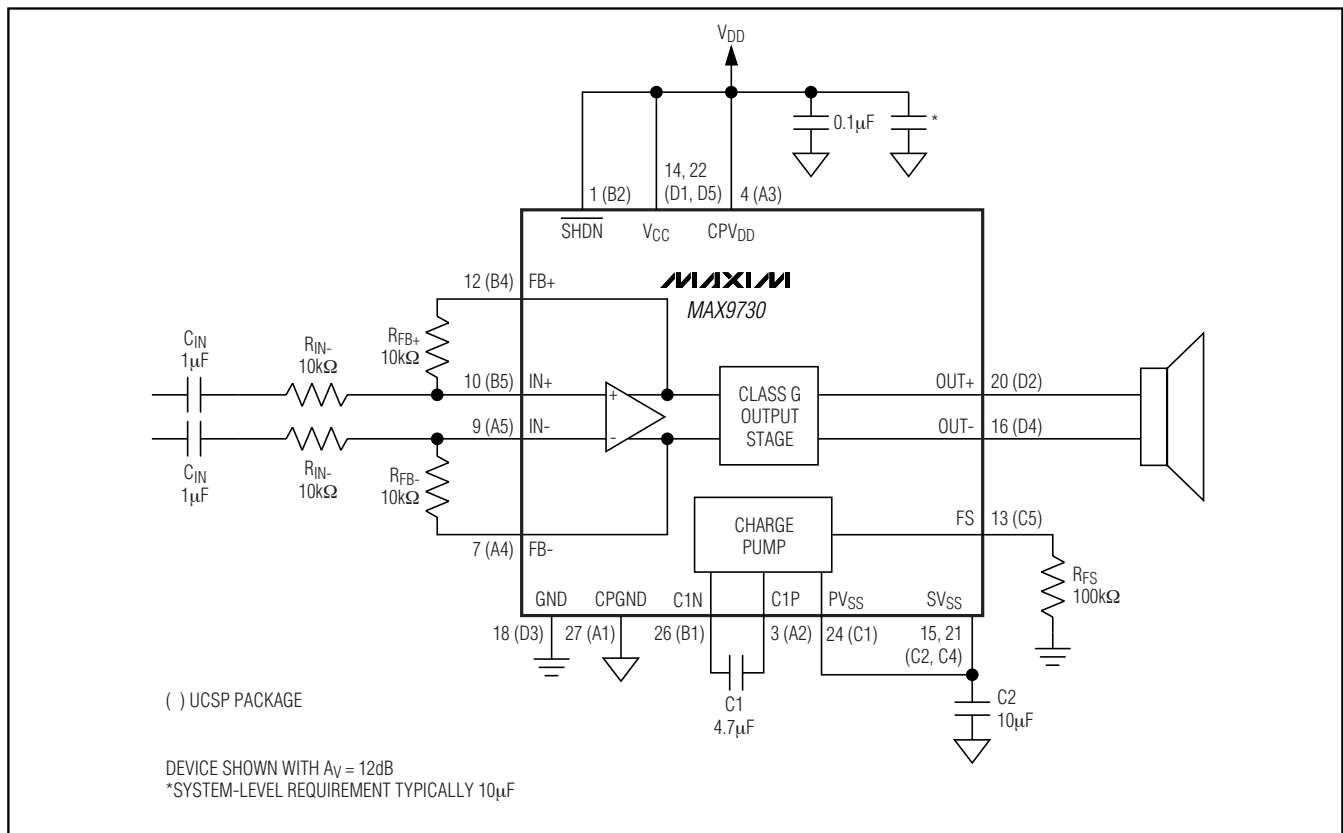 VDD
0.1µF
*
14, 22
(D1, D5)
1 (B2)
4 (A3)
SHDN
VCC
CPVDD
MAXIM
MAX9730
12 (B4)
FB+
CIN
1µF
RIN-
10kΩ
RFB+
10kΩ
10 (B5)
IN+
+
CLASS G
OUTPUT
STAGE
OUT+
20 (D2)
9 (A5)
IN-
-
OUT-
16 (D4)
CIN
1µF
RIN-
10kΩ
RFB-
10kΩ
7 (A4)
FB-
CHARGE
PUMP
FS
13 (C5)
RFS
100kΩ
GND
CPGND
C1N
C1P
PVSS
SVSS
18 (D3)
27 (A1)
26 (B1)
3 (A2)
24 (C1)
15, 21
(C2, C4)
C1
4.7µF
C2
10µF
( ) UCSP PACKAGE
DEVICE SHOWN WITH AV = 12dB
*SYSTEM-LEVEL REQUIREMENT TYPICALLY 10µF